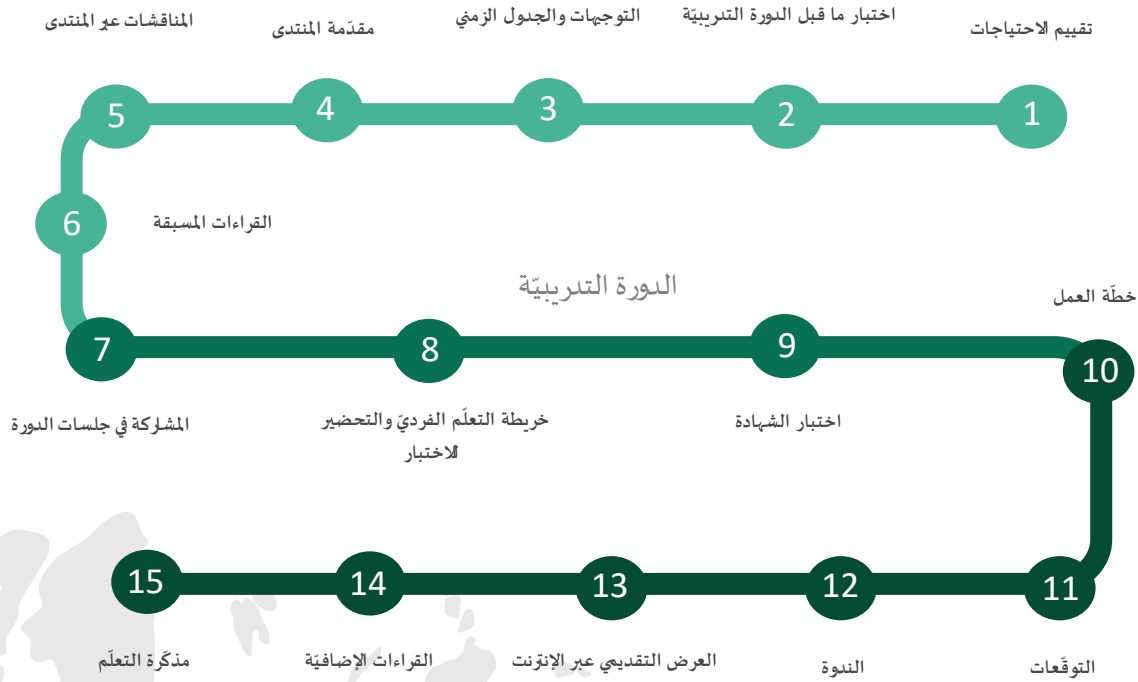 تقييم الاحتياجات
1
اختبار ما قبل الدورة التدريبيّة
2
التوجيهات والجدول الزمني
3
مقدّمة المنتدى
4
المناقشات عبر المنتدى
5
6
القراءات المسبقة
الدورة التدريبيّة
7
المشاركة في جلسات الدورة
8
خريطة التعلّم الفرديّ والتحضير
للاختبار
9
اختبار الشهادة
خطّة العمل
10
11
التوقّعات
12
الندوة
13
العرض التقديمي عبر الإنترنت
14
القراءات الإضافيّة
15
مذكّرة التعلّم